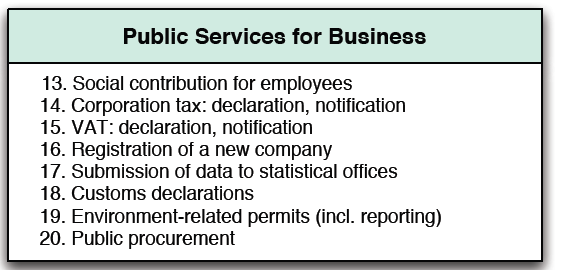 Public Services for Business
13. Social contribution for employees
14. Corporation tax: declaration, notification
15. VAT: declaration, notification
16. Registration of a new company
17. Submission of data to statistical offices
18. Customs declarations
19. Environment-related permits (incl. reporting)
20. Public procurement